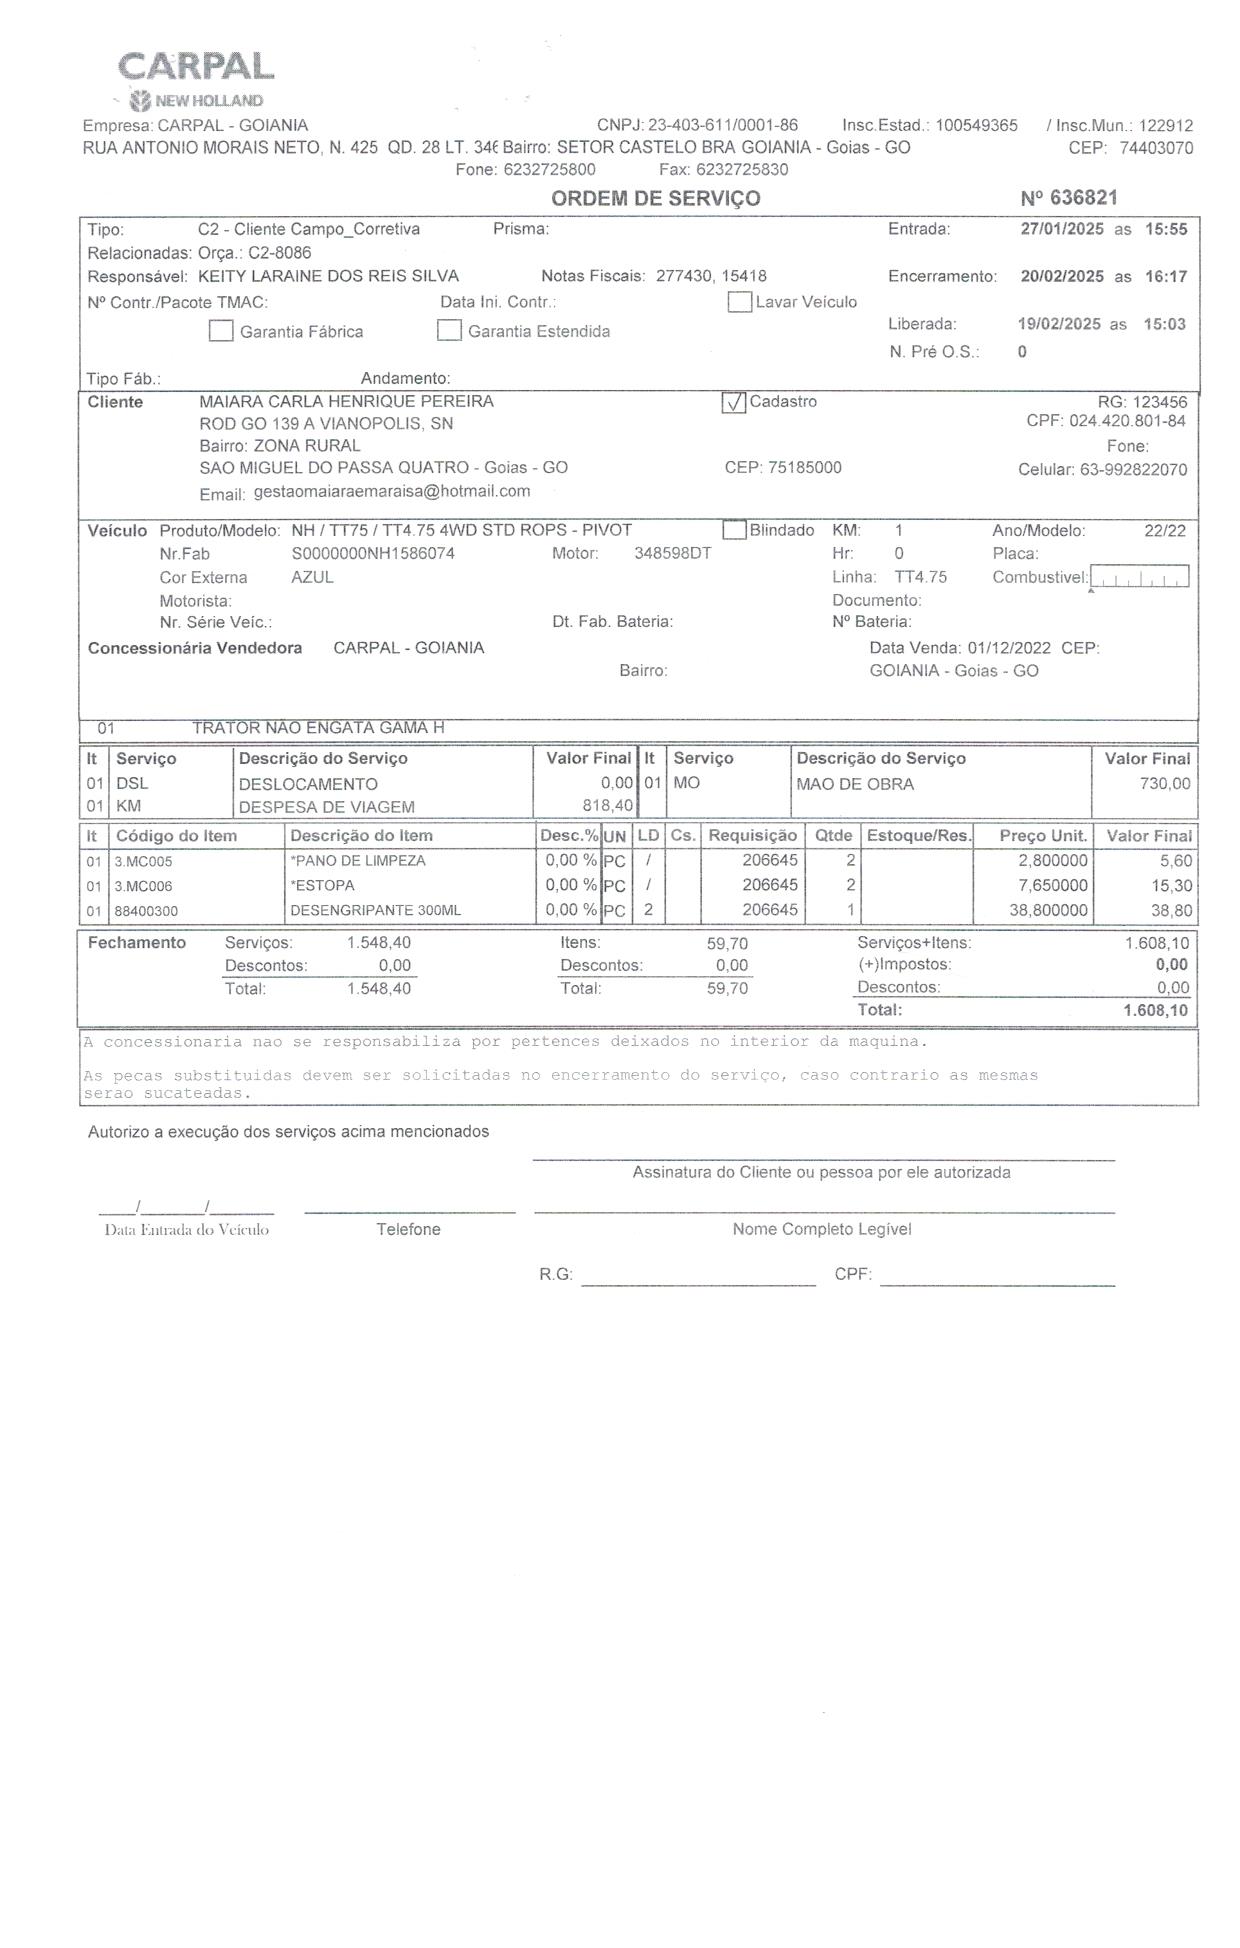 CARPAL
NEW HOLLAND
Empresa: CARPAL - GOIANIA CNPJ: 23-403-611/0001-86 Insc.Estad.: 100549365 / Insc.Mun.: 122912
RUA ANTONIO MORAIS NETO, N. 425 QD. 28 LT. 346 Bairro: SETOR CASTELO BRA GOIANIA - Goias - GO CEP: 74403070
Fone: 6232725800 Fax: 6232725830
ORDEM DE SERVIÇO Nº 636821
Tipo: C2 - Cliente Campo_Corretiva Prisma: Entrada: 27/01/2025 as 15:55
Relacionadas: Orça.: C2-8086
Responsável: KEITY LARAINE DOS REIS SILVA Notas Fiscais: 277430, 15418 Encerramento: 20/02/2025 as 16:17
Nº Contr./Pacote TMAC: Data Ini. Contr.: Lavar Veículo
Garantia Fábrica Garantia Estendida Liberada: 19/02/2025 as 15:03
N. Pré O.S.: 0
Tipo Fáb.: Andamento:
Cliente MAIARA CARLA HENRIQUE PEREIRA Cadastro RG: 123456
ROD GO 139 A VIANOPOLIS, SN CPF: 024.420.801-84
Bairro: ZONA RURAL Fone:
SAO MIGUEL DO PASSA QUATRO - Goias - GO CEP: 75185000 Celular: 63-992822070
Email: gestaomaiaraemaraisa@hotmail.com
Veículo Produto/Modelo: NH / TT75 / TT4.75 4WD STD ROPS - PIVOT Blindado KM: 1 Ano/Modelo: 22/22
Nr.Fab S0000000NH1586074 Motor: 348598DT Hr: 0 Placa:
Cor Externa AZUL Linha: TT4.75 Combustivel:
Motorista: Documento:
Nr. Série Veíc.: Dt. Fab. Bateria: Nº Bateria:
Concessionária Vendedora CARPAL - GOIANIA Data Venda: 01/12/2022 CEP:
Bairro: GOIANIA - Goias - GO
01 TRATOR NAO ENGATA GAMA H
It Serviço Descrição do Serviço Valor Final It Serviço Descrição do Serviço Valor Final
01 DSL DESLOCAMENTO 0,00 01 MO MAO DE OBRA 730,00
01 KM DESPESA DE VIAGEM 818,40
It Código do Item Descrição do Item Desc.% UN LD Cs. Requisição Qtde Estoque/Res. Preço Unit. Valor Final
01 3.MC005 *PANO DE LIMPEZA 0,00 % PC / 206645 2 2,800000 5,60
01 3.MC006 *ESTOPA 0,00 % PC / 206645 2 7,650000 15,30
01 88400300 DESENGRIPANTE 300ML 0,00 % PC 2 206645 1 38,800000 38,80
Fechamento Serviços: 1.548,40 Itens: 59,70 Serviços+Itens: 1.608,10
Descontos: 0,00 Descontos: 0,00 (+)Impostos: 0,00
Total: 1.548,40 Total: 59,70 Descontos: 0,00
Total: 1.608,10
A concessionaria nao se responsabiliza por pertences deixados no interior da maquina.
As pecas substituidas devem ser solicitadas no encerramento do serviço, caso contrario as mesmas
serao sucateadas.
Autorizo a execução dos serviços acima mencionados
Assinatura do Cliente ou pessoa por ele autorizada
____/_______/_______
Data Entrada do Veículo Telefone Nome Completo Legível
R.G: CPF: